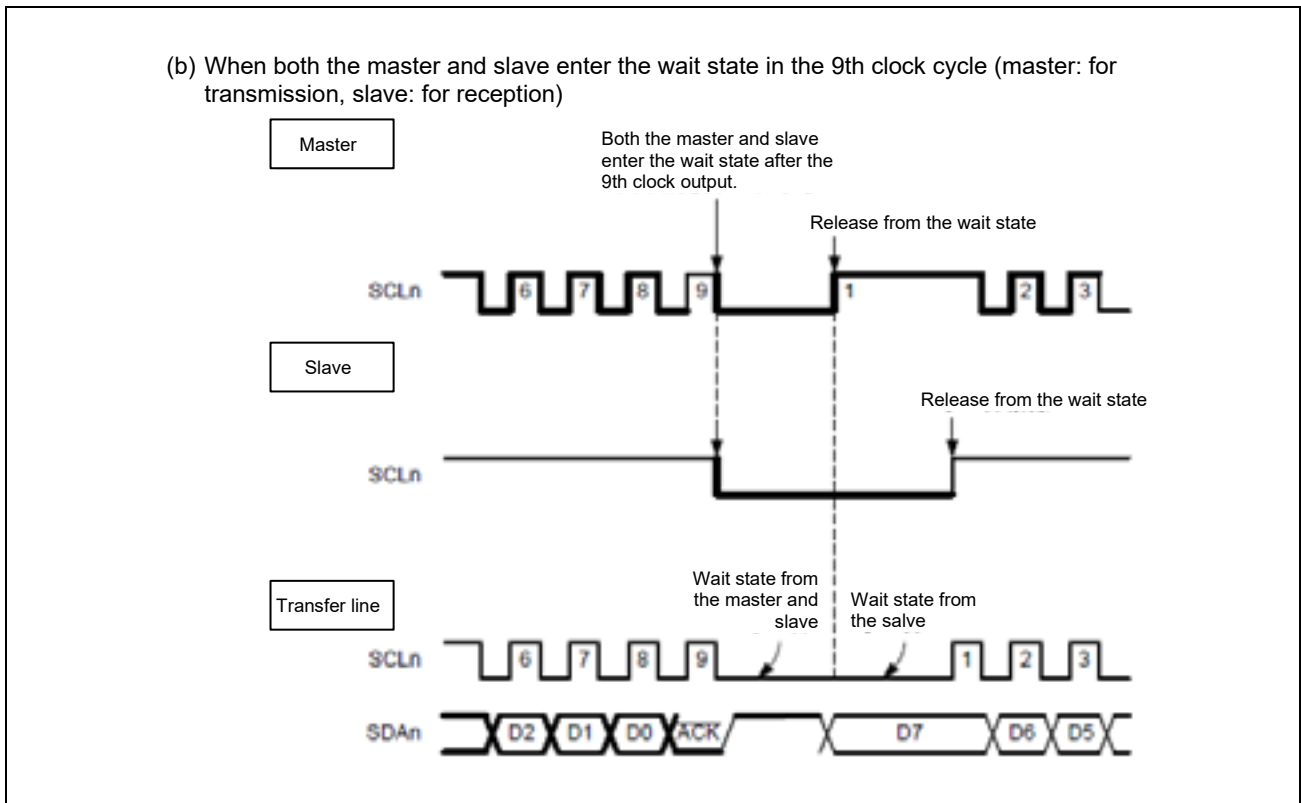 (b) When both the master and slave enter the wait state in the 9th clock cycle (master: for
transmission, slave: for reception)
Master
Both the master and slave
enter the wait state after the
9th clock output.
Release from the wait state
SCLn
6 7 8 9 1 2 3
Slave
Release from the wait state
SCLn
Transfer line
Wait state from
the master and
slave
Wait state from
the salve
SCLn
6 7 8 9 1 2 3
SDAn
D2 D1 D0 ACK D7 D6 D5